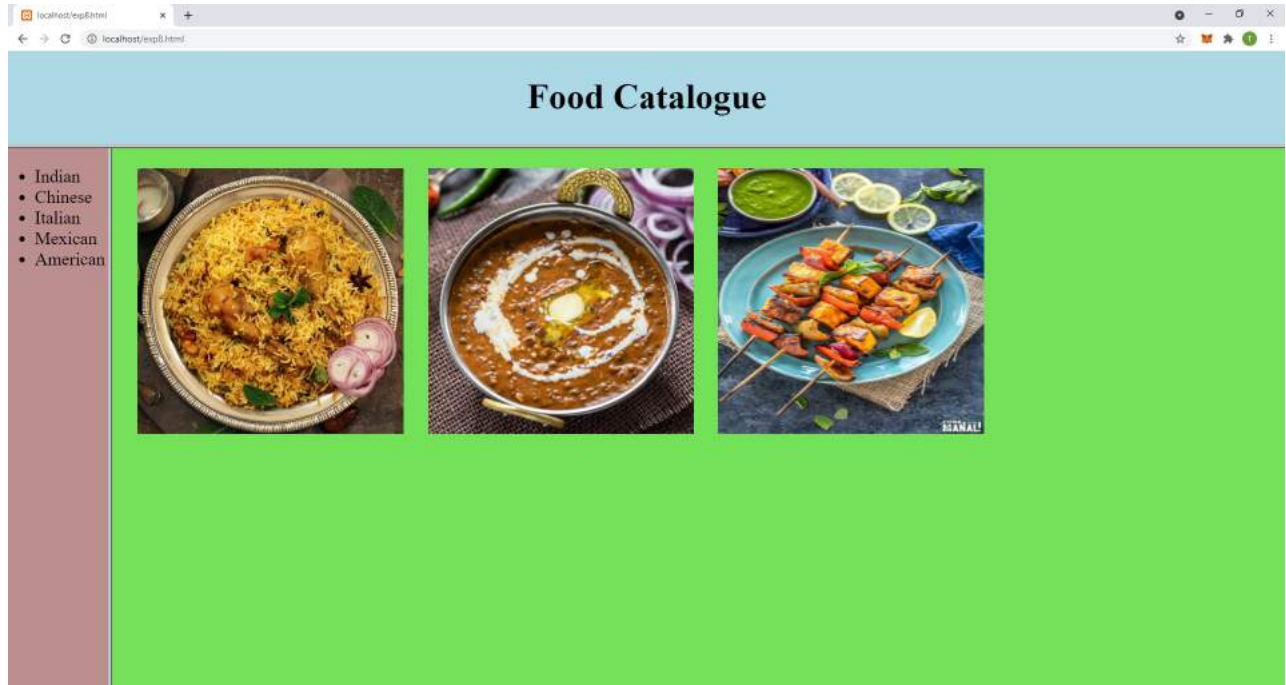 localhost/exp8.html
localhost/exp8.html
Food Catalogue
Indian
Chinese
Italian
Mexican
American
MANALI